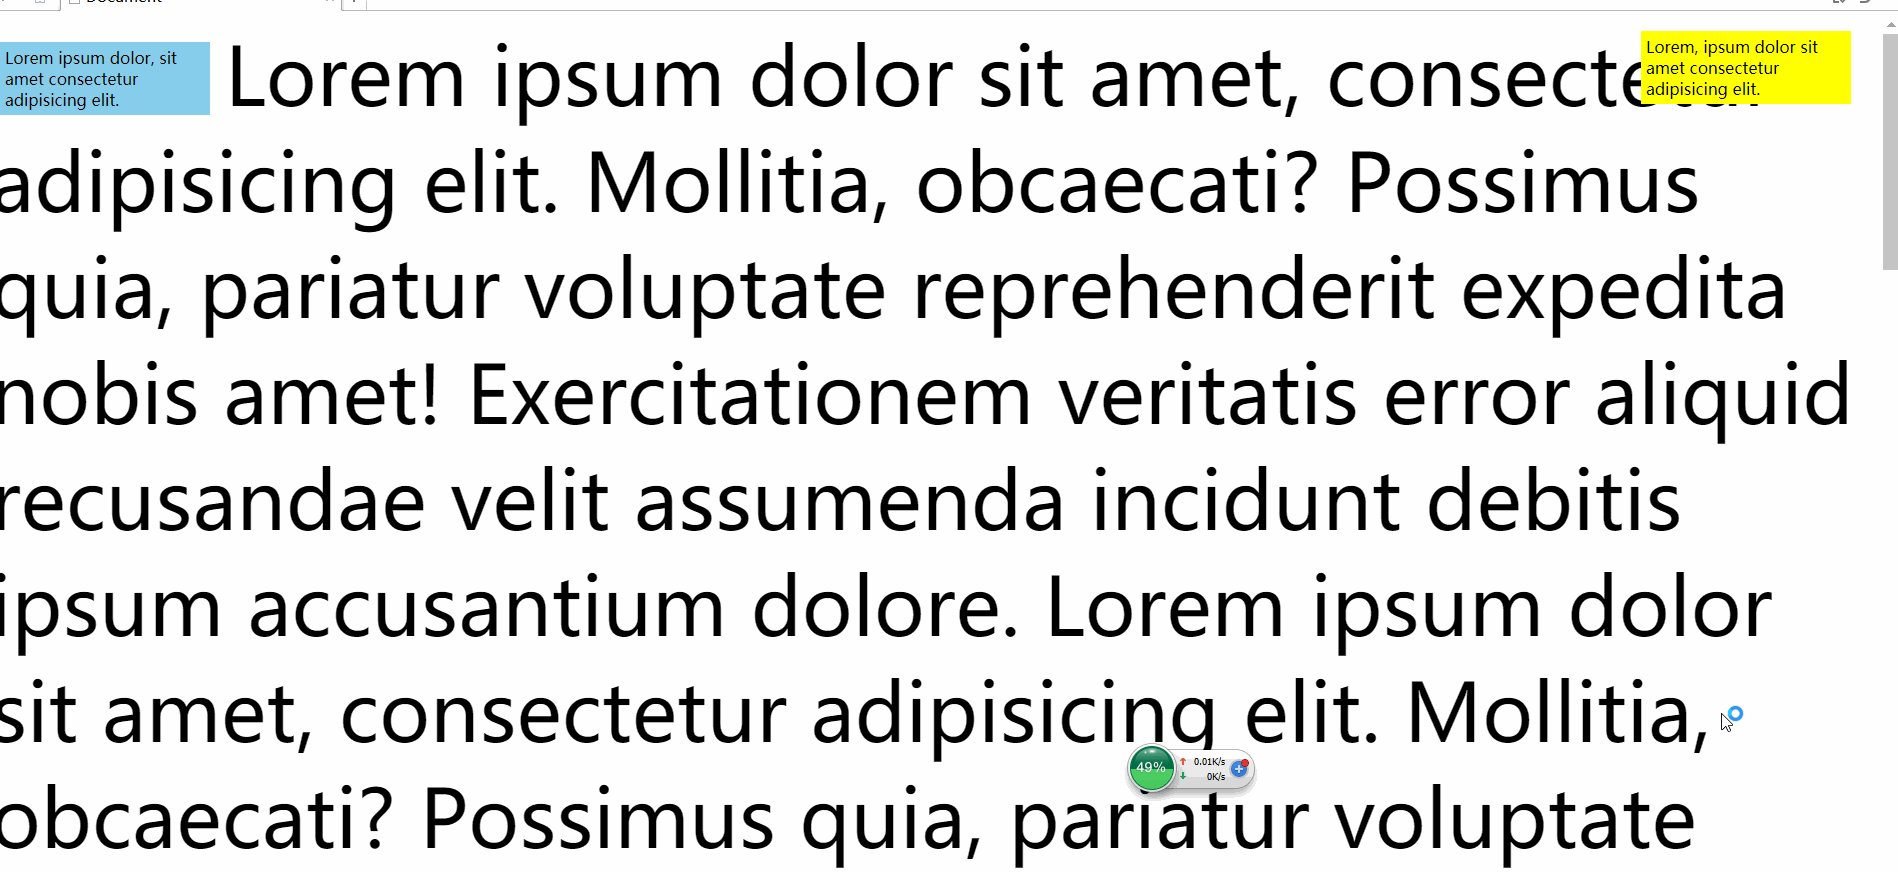 Document
Lorem ipsum dolor, sit
amet consectetur
adipisicing elit.
Lorem, ipsum dolor sit
amet consectetur
adipisicing elit.
Lorem ipsum dolor sit amet, consectetur
adipisicing elit. Mollitia, obcaecati? Possimus
quia, pariatur voluptate reprehenderit expedita
nobis amet! Exercitationem veritatis error aliquid
recusandae velit assumenda incidunt debitis
ipsum accusantium dolore. Lorem ipsum dolor
sit amet, consectetur adipisicing elit. Mollitia,
49%
0.01K/s
0K/s
obcaecati? Possimus quia, pariatur voluptate